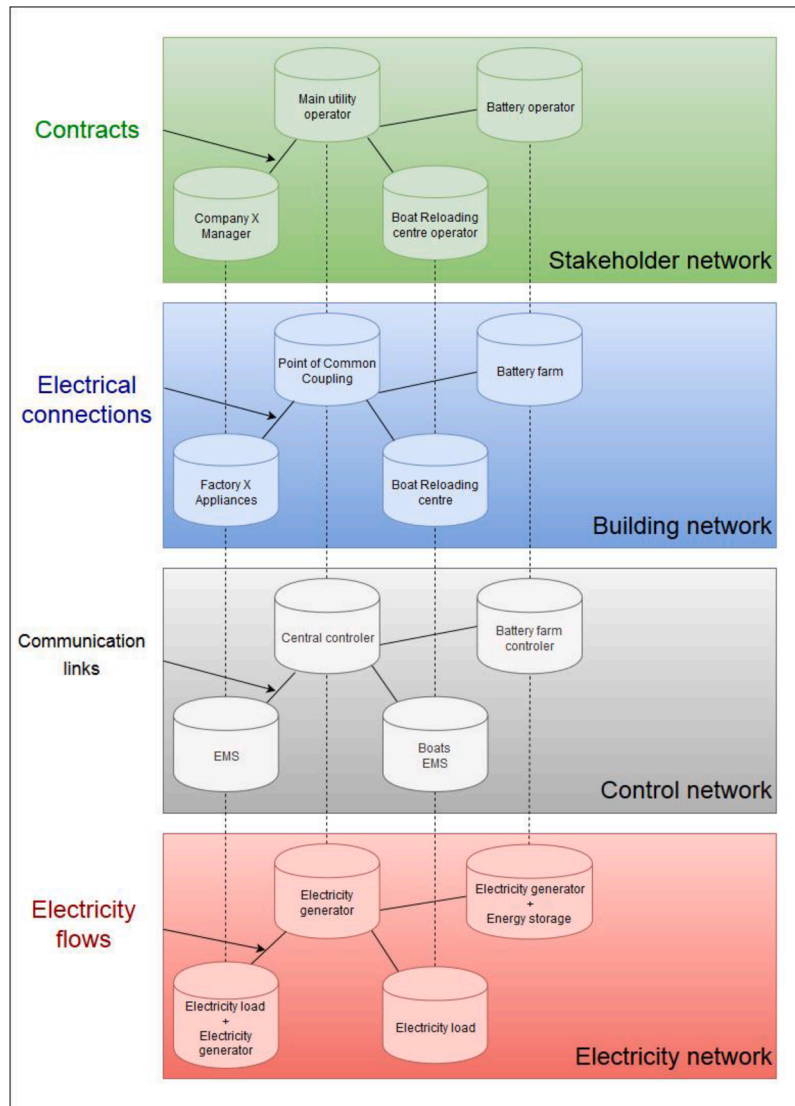 Main utility
operator
Battery operator
Contracts
Company X
Manager
Boat Reloading
centre operator
Stakeholder network
Point of Common
Coupling
Battery farm
Electrical
connections
Factory X
Appliances
Boat Reloading
centre
Building network
Central controler
Battery farm
controler
Communication
links
EMS
Boats
EMS
Control network
Electricity
generator
Electricity generator
+
Energy storage
Electricity
flows
Electricity load
+
Electricity
generator
Electricity load
Electricity network